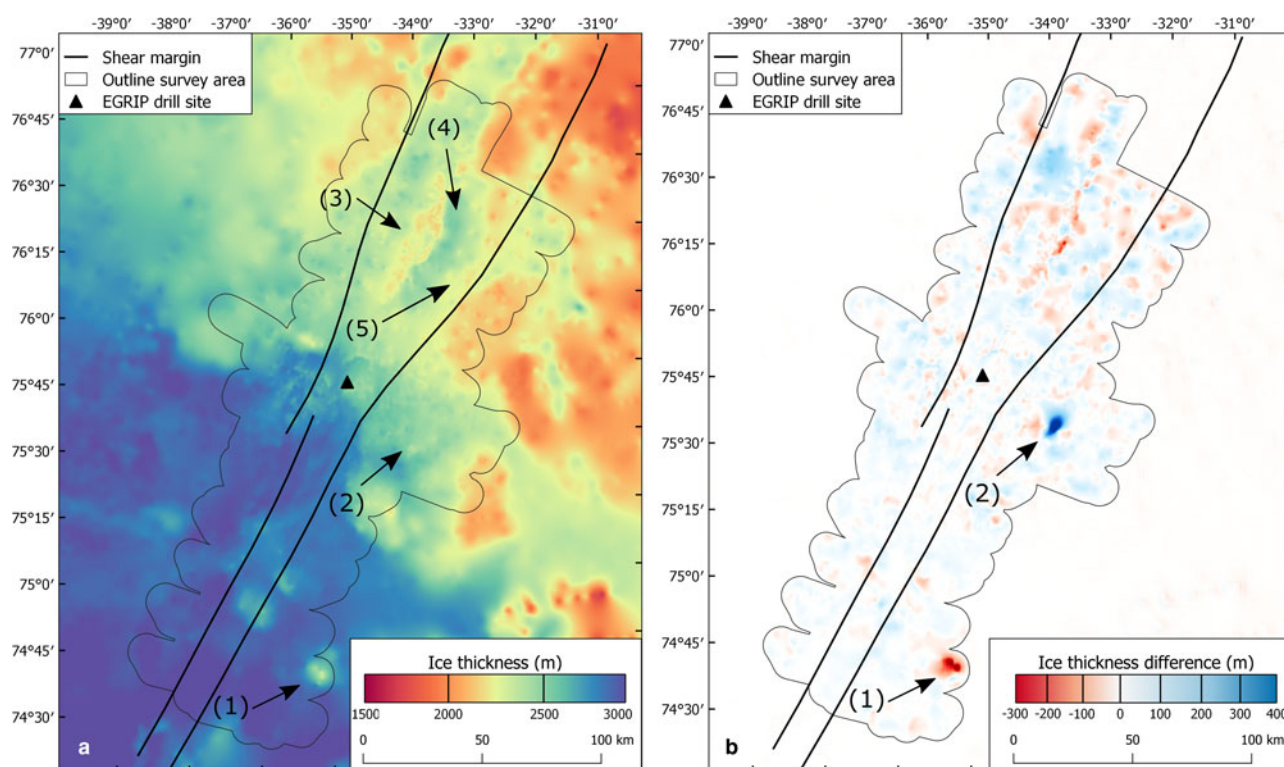 -39°0′ -38°0′ -37°0′ -36°0′ -35°0′ -34°0′ -33°0′ -32°0′ -31°0′
77°0′
76°45′
76°30′
76°15′
76°0′
75°45′
75°30′
75°15′
75°0′
74°45′
74°30′
Shear margin
Outline survey area
EGRIP drill site
(4)
(3)
(5)
(2)
(1)
Ice thickness (m)
1500 2000 2500 3000
0 50 100 km
a
-39°0′ -38°0′ -37°0′ -36°0′ -35°0′ -34°0′ -33°0′ -32°0′ -31°0′
77°0′
76°45′
76°30′
76°15′
76°0′
75°45′
75°30′
75°15′
75°0′
74°45′
74°30′
Shear margin
Outline survey area
EGRIP drill site
(2)
(1)
Ice thickness difference (m)
-300 -200 -100 0 100 200 300 400
0 50 100 km
b